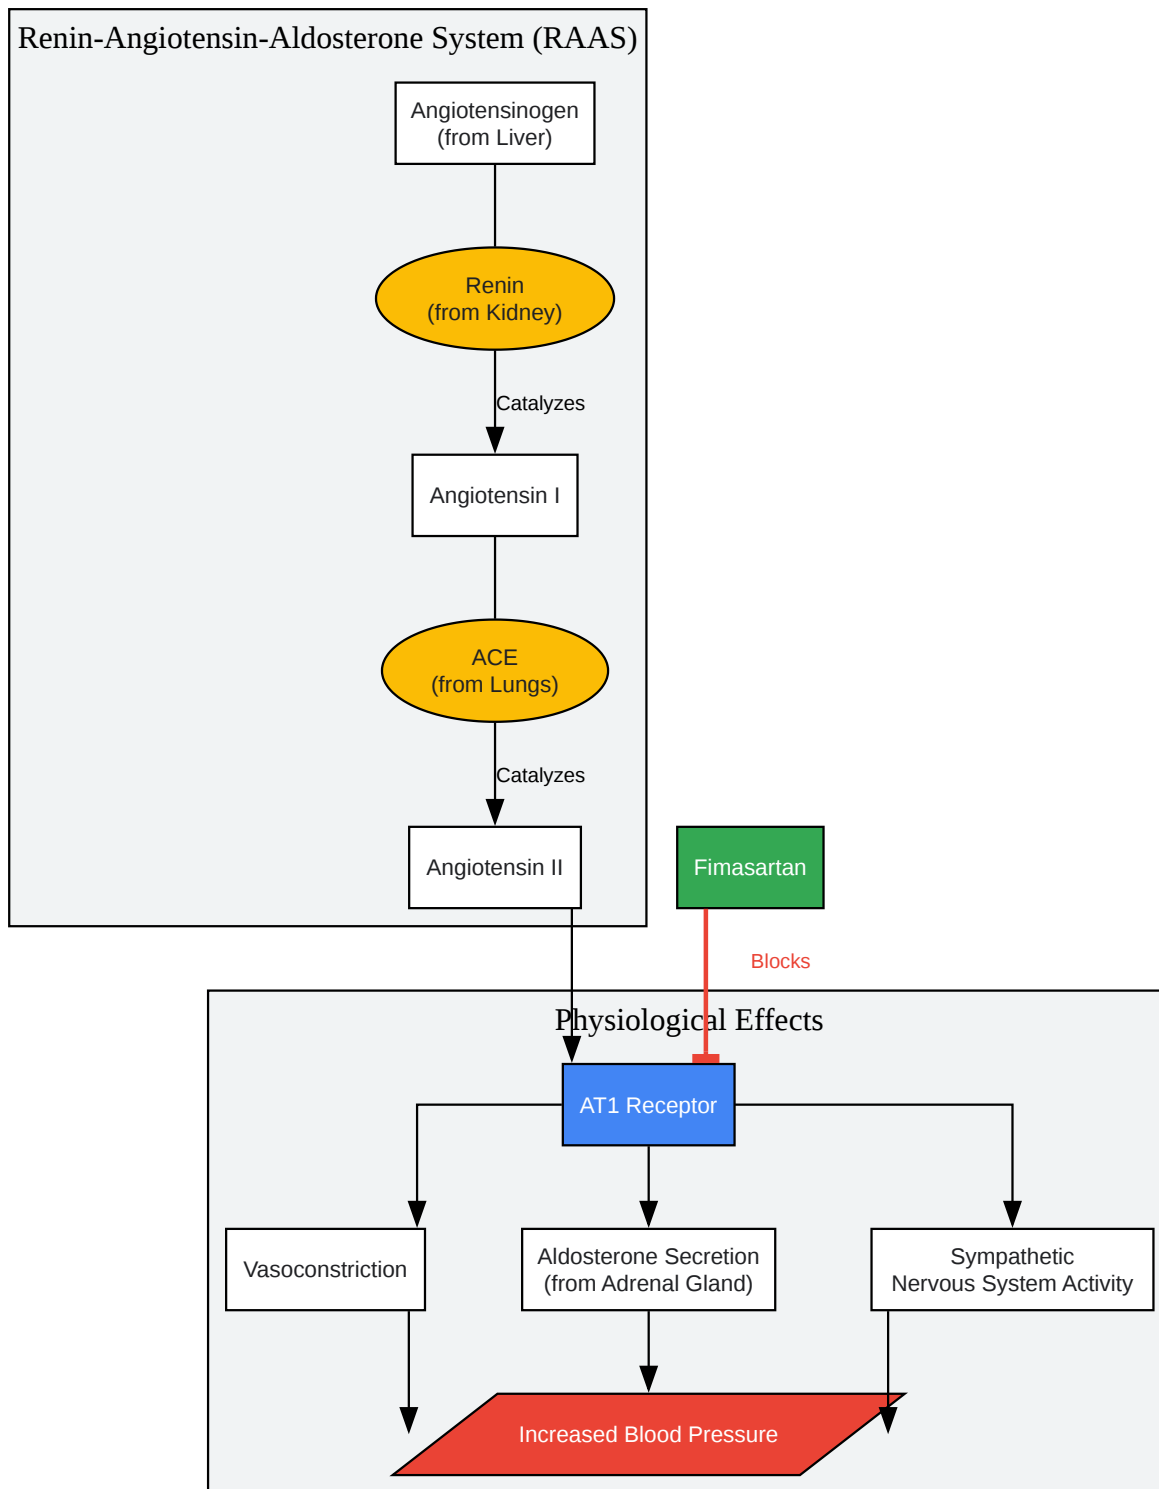 Renin-Angiotensin-Aldosterone System (RAAS)
Angiotensinogen
(from Liver)
Renin
(from Kidney)
Catalyzes
Angiotensin I
ACE
(from Lungs)
Catalyzes
Angiotensin II
Fimasartan
Blocks
Physiological Effects
AT1 Receptor
Vasoconstriction
Aldosterone Secretion
(from Adrenal Gland)
Sympathetic
Nervous System Activity
Increased Blood Pressure